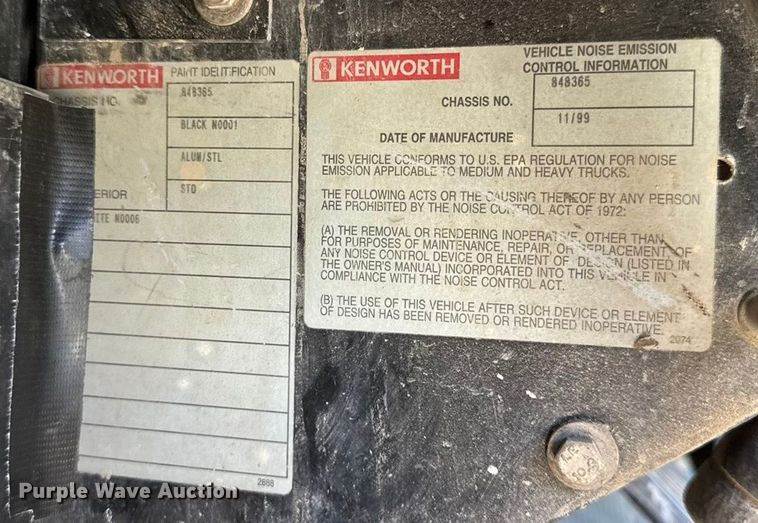 KENWORTH
PAINT IDENTIFICATION
CHASSIS NO.
848365
BLACK N0001
ALUM/STL
ERIOR
STD
ITE N0006
2688
KENWORTH
VEHICLE NOISE EMISSION
CONTROL INFORMATION
CHASSIS NO.
848365
DATE OF MANUFACTURE
11/99
THIS VEHICLE CONFORMS TO U.S. EPA REGULATION FOR NOISE
EMISSION APPLICABLE TO MEDIUM AND HEAVY TRUCKS.
THE FOLLOWING ACTS OR THE CAUSING THEREOF BY ANY PERSON
ARE PROHIBITED BY THE NOISE CONTROL ACT OF 1972:
(A) THE REMOVAL OR RENDERING INOPERATIVE, OTHER THAN
FOR PURPOSES OF MAINTENANCE, REPAIR, OR REPLACEMENT, OF
ANY NOISE CONTROL DEVICE OR ELEMENT OF DESIGN (LISTED IN
THE OWNER'S MANUAL) INCORPORATED INTO THIS VEHICLE IN
COMPLIANCE WITH THE NOISE CONTROL ACT.
(B) THE USE OF THIS VEHICLE AFTER SUCH DEVICE OR ELEMENT
OF DESIGN HAS BEEN REMOVED OR RENDERED INOPERATIVE.
2074
Purple Wave Auction